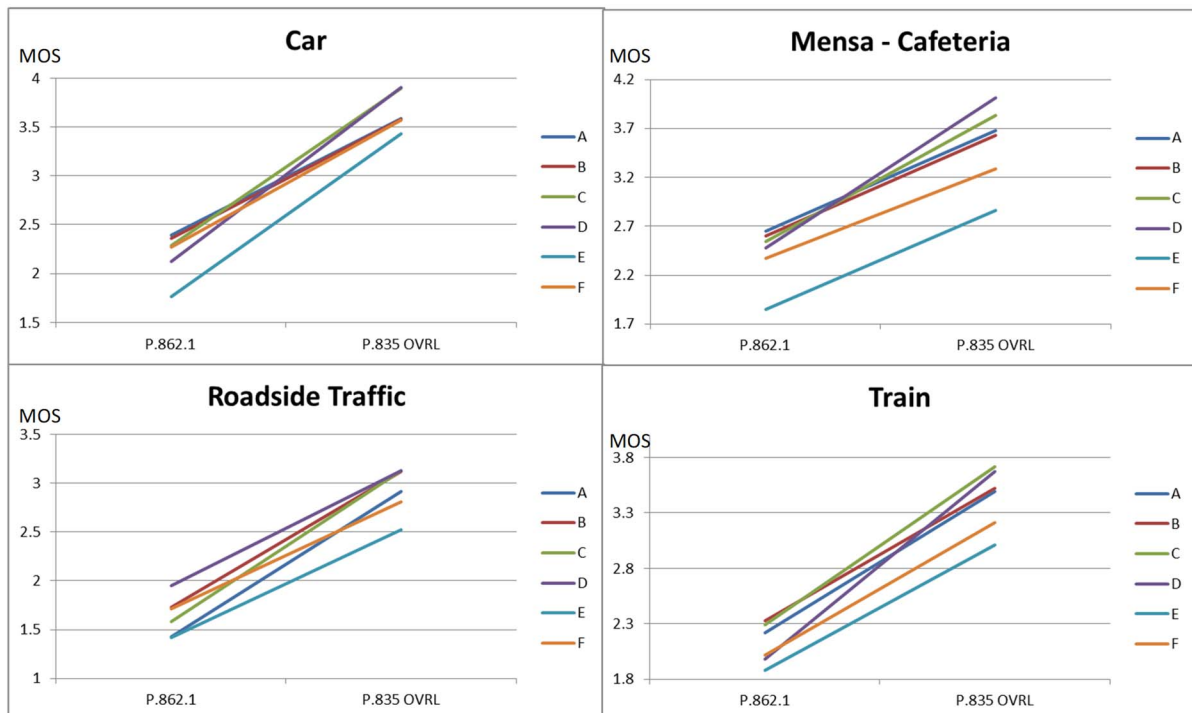 Car
MOS
4
3.5
3
2.5
2
1.5
P.862.1
P.835 OVRL
A
B
C
D
E
F
Mensa - Cafeteria
MOS
4.2
3.7
3.2
2.7
2.2
1.7
P.862.1
P.835 OVRL
A
B
C
D
E
F
Roadside Traffic
MOS
3.5
3
2.5
2
1.5
1
P.862.1
P.835 OVRL
A
B
C
D
E
F
Train
MOS
3.8
3.3
2.8
2.3
1.8
P.862.1
P.835 OVRL
A
B
C
D
E
F